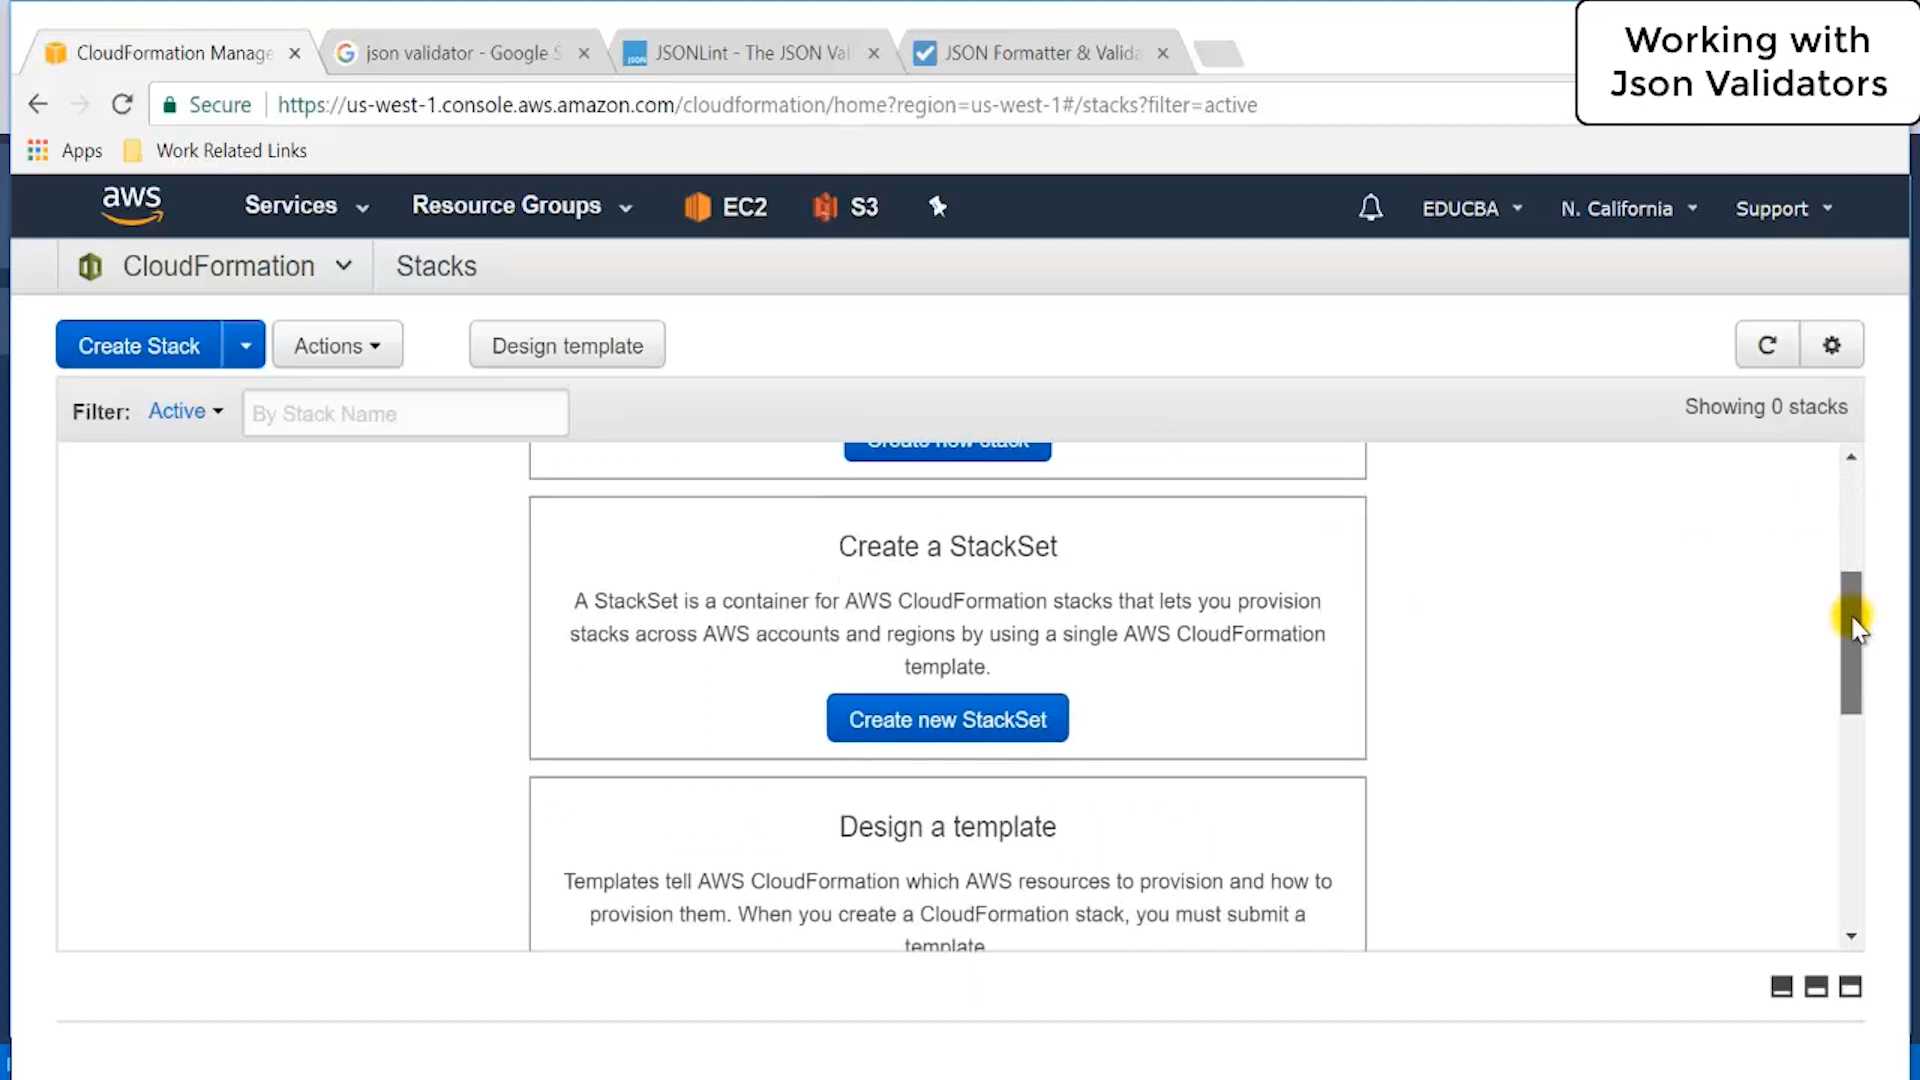 Working with
Json Validators
CloudFormation Manage
json validator - Google S
JSONLint - The JSON Val
JSON Formatter & Valida
Secure
https://us-west-1.console.aws.amazon.com/cloudformation/home?region=us-west-1#/stacks?filter=active
Apps
Work Related Links
aws
Services
Resource Groups
EC2
S3
EDUCBA
N. California
Support
CloudFormation
Stacks
Create Stack
Actions
Design template
Filter:
Active
By Stack Name
Showing 0 stacks
Create new stack
Create a StackSet
A StackSet is a container for AWS CloudFormation stacks that lets you provision
stacks across AWS accounts and regions by using a single AWS CloudFormation
template.
Create new StackSet
Design a template
Templates tell AWS CloudFormation which AWS resources to provision and how to
provision them. When you create a CloudFormation stack, you must submit a
template.